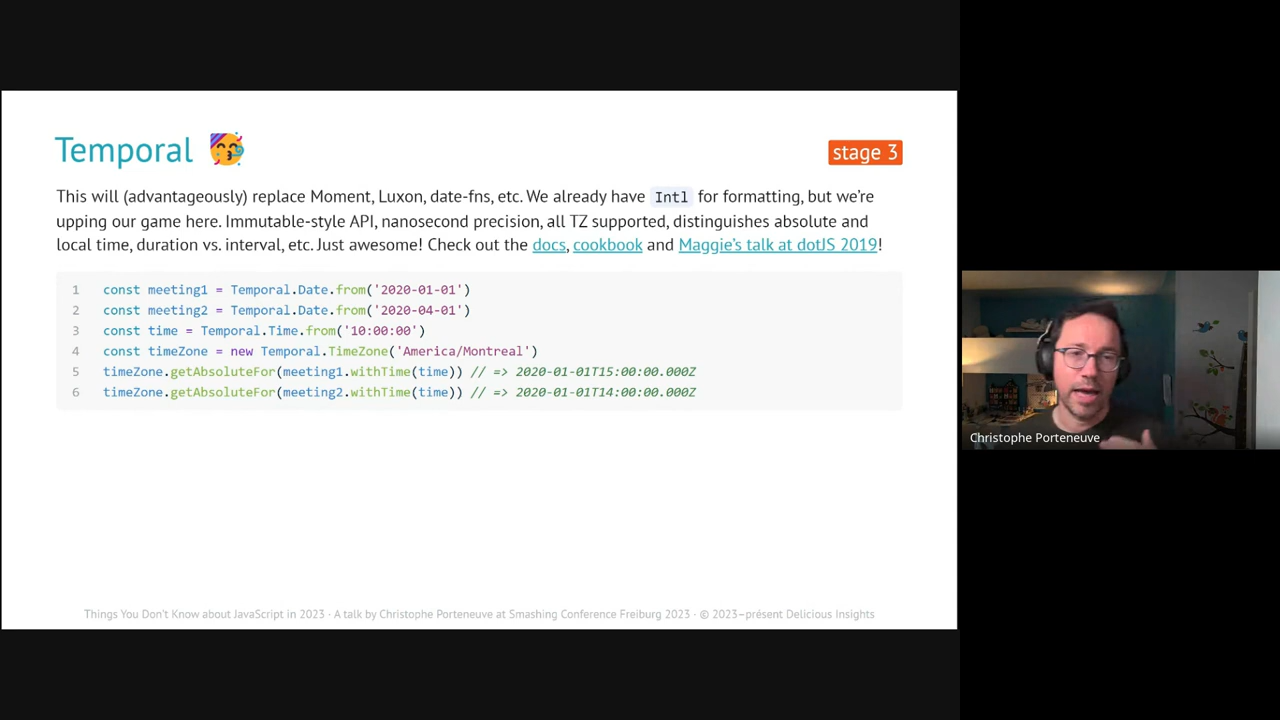 Temporal 🥳
stage 3
This will (advantageously) replace Moment, Luxon, date-fns, etc. We already have Intl for formatting, but we’re
upping our game here. Immutable-style API, nanosecond precision, all TZ supported, distinguishes absolute and
local time, duration vs. interval, etc. Just awesome! Check out the docs, cookbook and Maggie’s talk at dotJS 2019!
1 const meeting1 = Temporal.Date.from('2020-01-01')
2 const meeting2 = Temporal.Date.from('2020-04-01')
3 const time = Temporal.Time.from('10:00:00')
4 const timeZone = new Temporal.TimeZone('America/Montreal')
5 timeZone.getAbsoluteFor(meeting1.withTime(time)) // => 2020-01-01T15:00:00.000Z
6 timeZone.getAbsoluteFor(meeting2.withTime(time)) // => 2020-01-01T14:00:00.000Z
Christophe Porteneuve
Things You Don’t Know about JavaScript in 2023 · A talk by Christophe Porteneuve at Smashing Conference Freiburg 2023 · © 2023–présent Delicious Insights